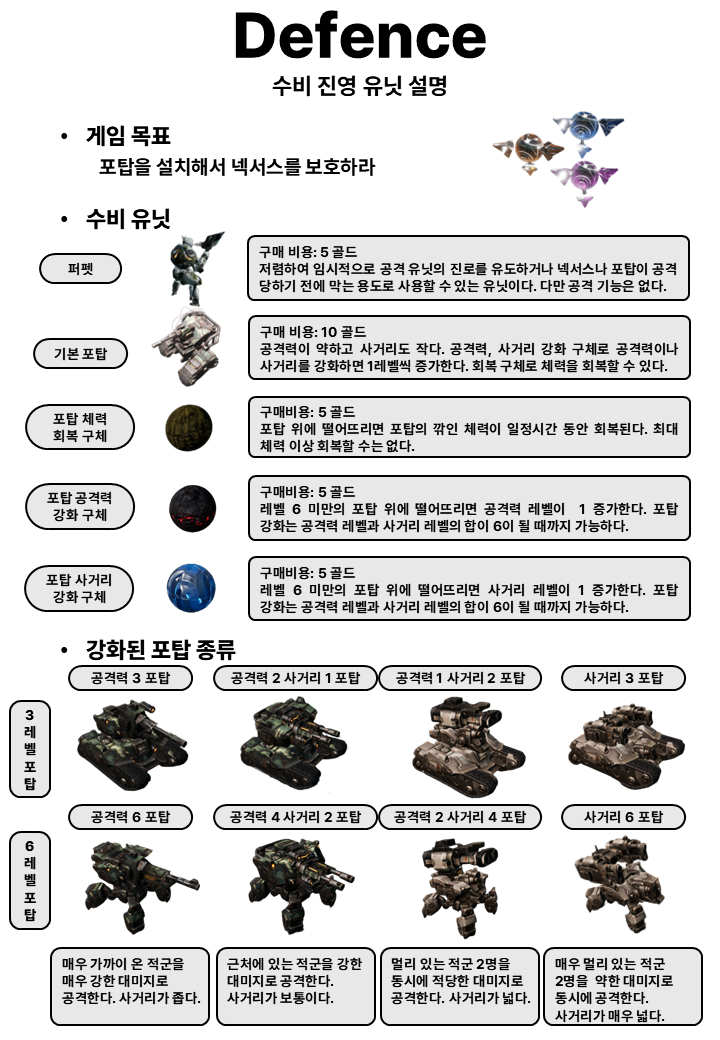 Defence
수비 진영 유닛 설명
• 게임 목표
포탑을 설치해서 넥서스를 보호하라
• 수비 유닛
퍼펫
구매 비용: 5 골드
저렴하여 임시적으로 공격 유닛의 진로를 유도하거나 넥서스나 포탑이 공격
당하기 전에 막는 용도로 사용할 수 있는 유닛이다. 다만 공격 기능은 없다.
기본 포탑
구매 비용: 10 골드
공격력이 약하고 사거리도 작다. 공격력, 사거리 강화 구체로 공격력이나
사거리를 강화하면 1레벨씩 증가한다. 회복 구체로 체력을 회복할 수 있다.
포탑 체력
회복 구체
구매비용: 5 골드
포탑 위에 떨어뜨리면 포탑의 깎인 체력이 일정시간 동안 회복된다. 최대
체력 이상 회복할 수는 없다.
포탑 공격력
강화 구체
구매비용: 5 골드
레벨 6 미만의 포탑 위에 떨어뜨리면 공격력 레벨이 1 증가한다. 포탑
강화는 공격력 레벨과 사거리 레벨의 합이 6이 될 때까지 가능하다.
포탑 사거리
강화 구체
구매비용: 5 골드
레벨 6 미만의 포탑 위에 떨어뜨리면 사거리 레벨이 1 증가한다. 포탑
강화는 공격력 레벨과 사거리 레벨의 합이 6이 될 때까지 가능하다.
• 강화된 포탑 종류
공격력 3 포탑
공격력 2 사거리 1 포탑
공격력 1 사거리 2 포탑
사거리 3 포탑
3
레
벨
포
탑
공격력 6 포탑
공격력 4 사거리 2 포탑
공격력 2 사거리 4 포탑
사거리 6 포탑
6
레
벨
포
탑
매우 가까이 온 적군을
매우 강한 대미지로
공격한다. 사거리가 좁다.
근처에 있는 적군을 강한
대미지로 공격한다.
사거리가 보통이다.
멀리 있는 적군 2명을
동시에 적당한 대미지로
공격한다. 사거리가 넓다.
매우 멀리 있는 적군
2명을 약한 대미지로
동시에 공격한다.
사거리가 매우 넓다.